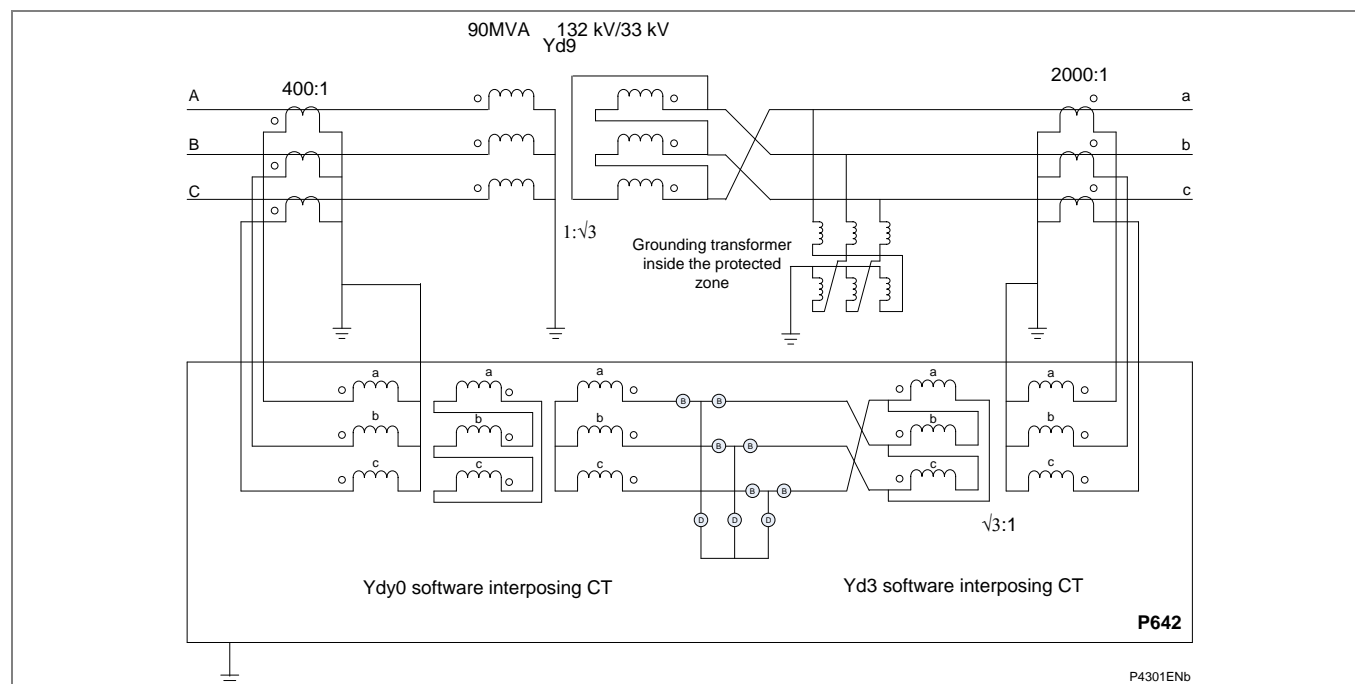 90MVA 132 kV/33 kV
Yd9
400:1
2000:1
A
a
B
b
C
c
1:√3
Grounding transformer
inside the protected
zone
a
a
a
a
a
B
B
b
b
b
B
B
b
b
c
c
c
B
B
c
c
D
D
D
√3:1
Ydy0 software interposing CT
Yd3 software interposing CT
P642
P4301ENb